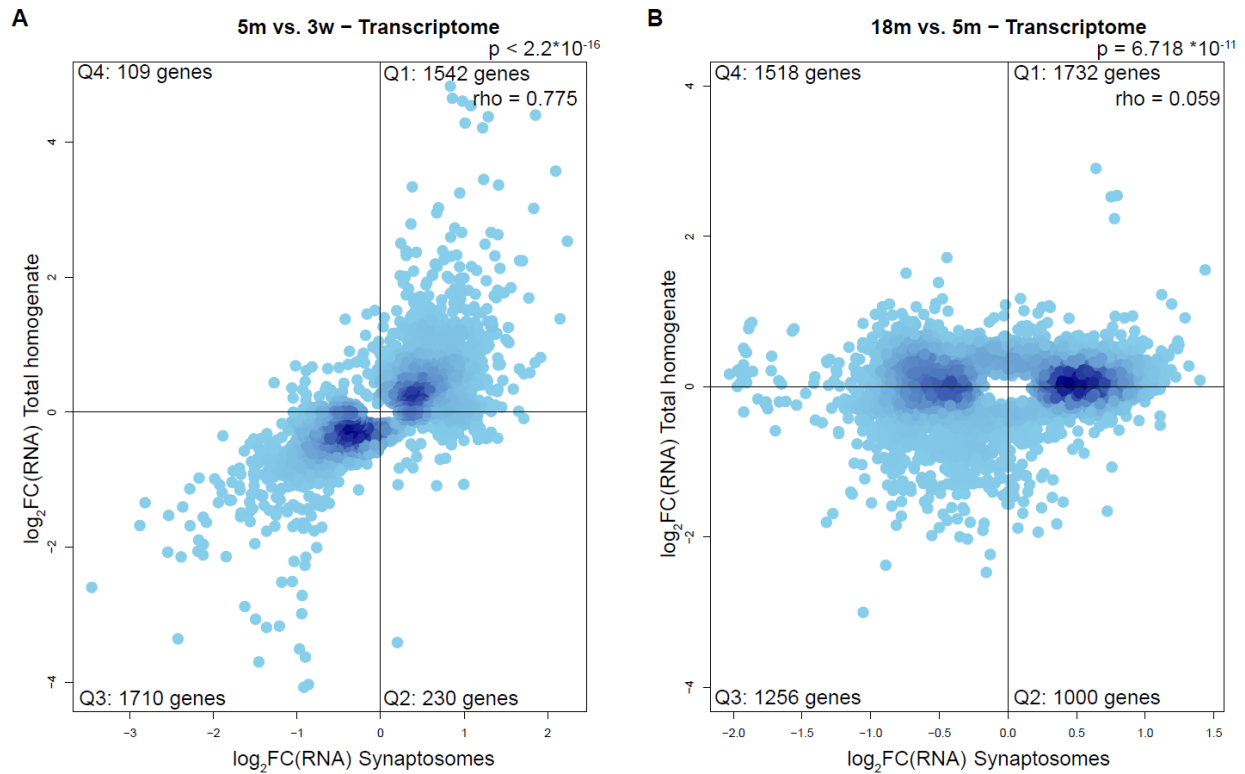 A
5m vs. 3w – Transcriptome
p < 2.2*10-16
Q4: 109 genes
Q1: 1542 genes
rho = 0.775
4
2
0
−2
−4
log2FC(RNA) Total homogenate
Q3: 1710 genes
Q2: 230 genes
−3 −2 −1 0 1 2
log2FC(RNA) Synaptosomes
B
18m vs. 5m – Transcriptome
p = 6.718 *10-11
Q4: 1518 genes
Q1: 1732 genes
rho = 0.059
4
2
0
−2
−4
log2FC(RNA) Total homogenate
Q3: 1256 genes
Q2: 1000 genes
−2.0 −1.5 −1.0 −0.5 0.0 0.5 1.0 1.5
log2FC(RNA) Synaptosomes